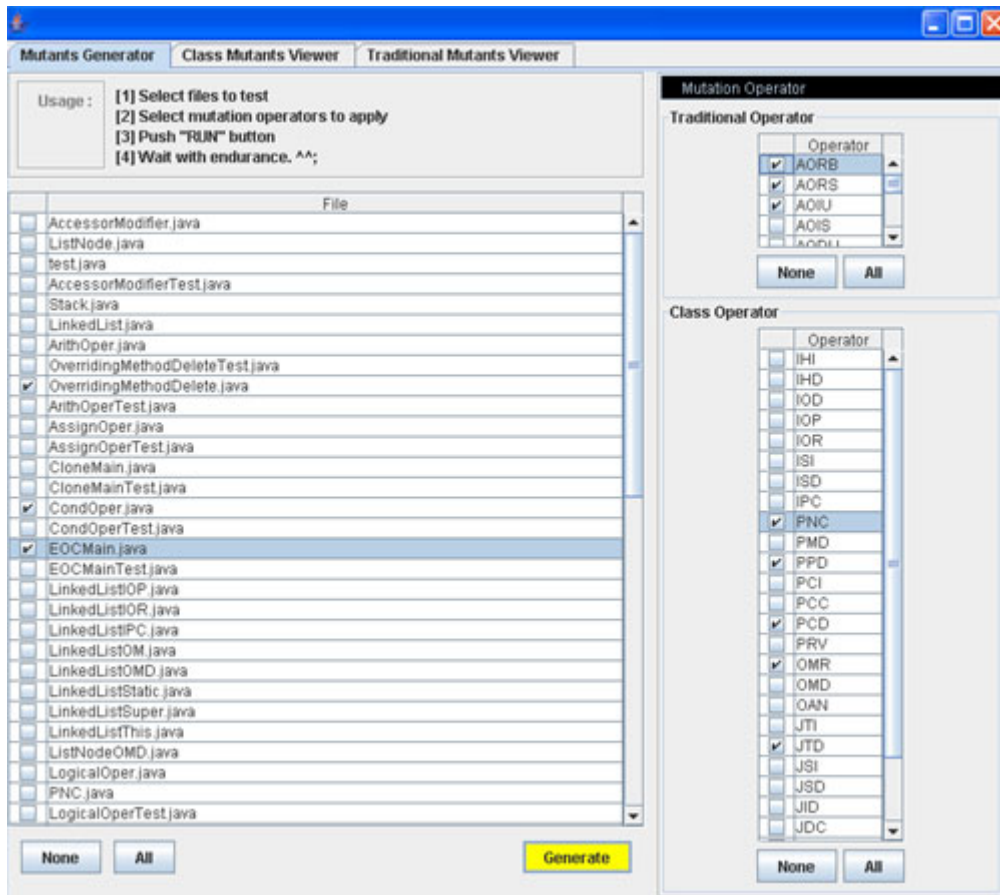 Mutants Generator
Class Mutants Viewer
Traditional Mutants Viewer
Usage :
[1] Select files to test
[2] Select mutation operators to apply
[3] Push "RUN" button
[4] Wait with endurance. ^^;
File
AccessorModifier.java
ListNode.java
test.java
AccessorModifierTest.java
Stack.java
LinkedList.java
ArithOper.java
OverridingMethodDeleteTest.java
OverridingMethodDelete.java
ArithOperTest.java
AssignOper.java
AssignOperTest.java
CloneMain.java
CloneMainTest.java
CondOper.java
CondOperTest.java
EOCMain.java
EOCMainTest.java
LinkedListIOP.java
LinkedListIOR.java
LinkedListIPC.java
LinkedListOM.java
LinkedListOMD.java
LinkedListStatic.java
LinkedListSuper.java
LinkedListThis.java
ListNodeOMD.java
LogicalOper.java
PNC.java
LogicalOperTest.java
None
All
Generate
Mutation Operator
Traditional Operator
Operator
AORB
AORS
AOIU
AOIS
AODU
None
All
Class Operator
Operator
IHI
IHD
IOD
IOP
IOR
ISI
ISD
IPC
PNC
PMD
PPD
PCI
PCC
PCD
PRV
OMR
OMD
OAN
JTI
JTD
JSI
JSD
JID
JDC
None
All